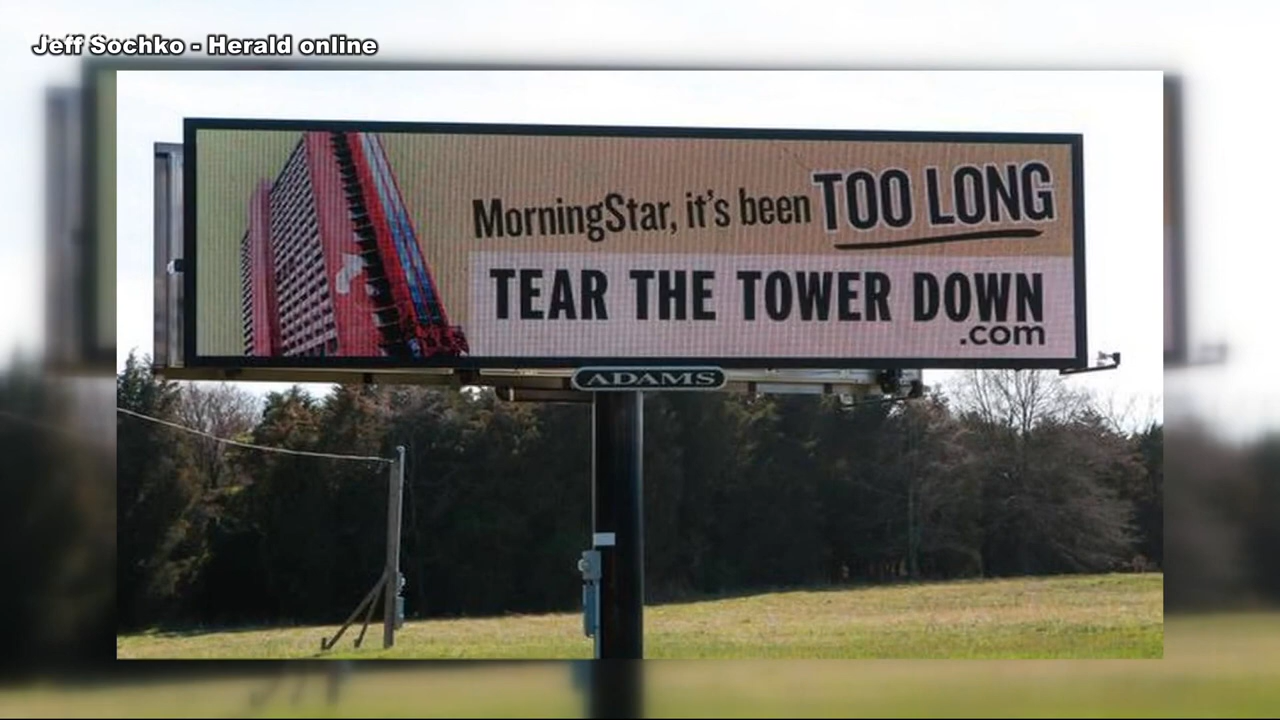 Jeff Sochko - Herald online
MorningStar, it's been TOO LONG
TEAR THE TOWER DOWN
.com
ADAMS